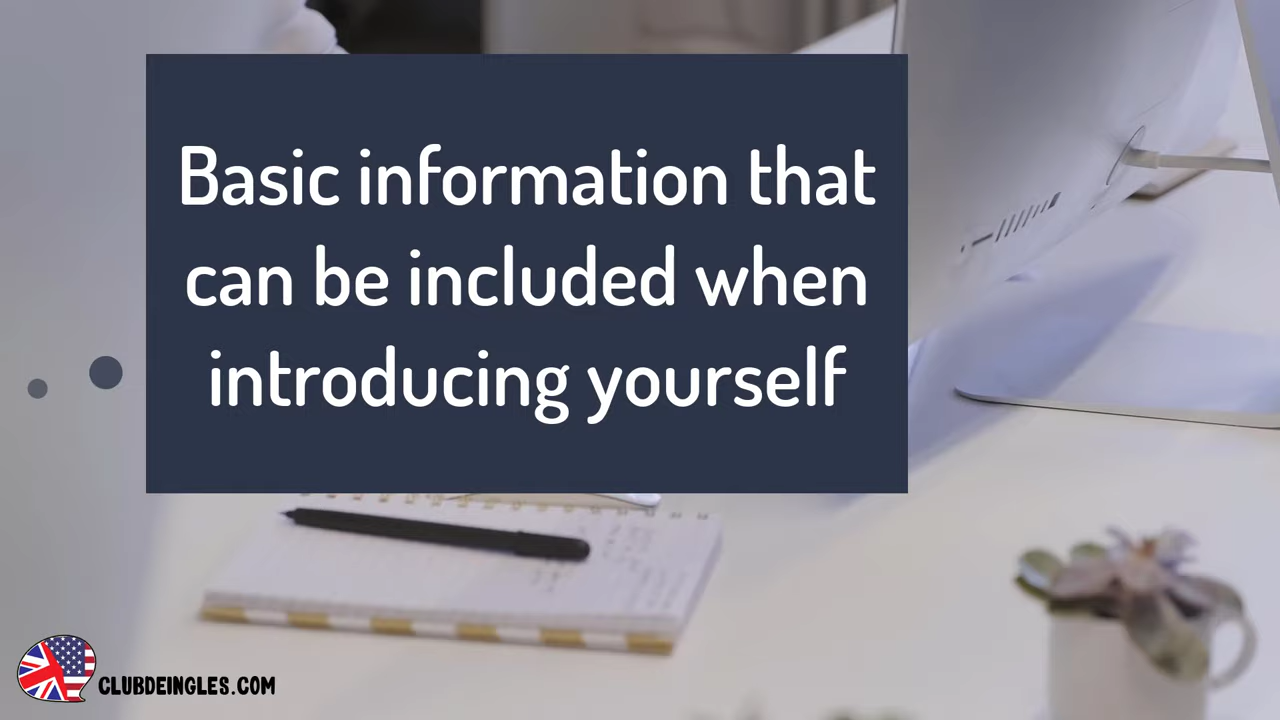 Basic information that
can be included when
introducing yourself
CLUBDEINGLES.COM